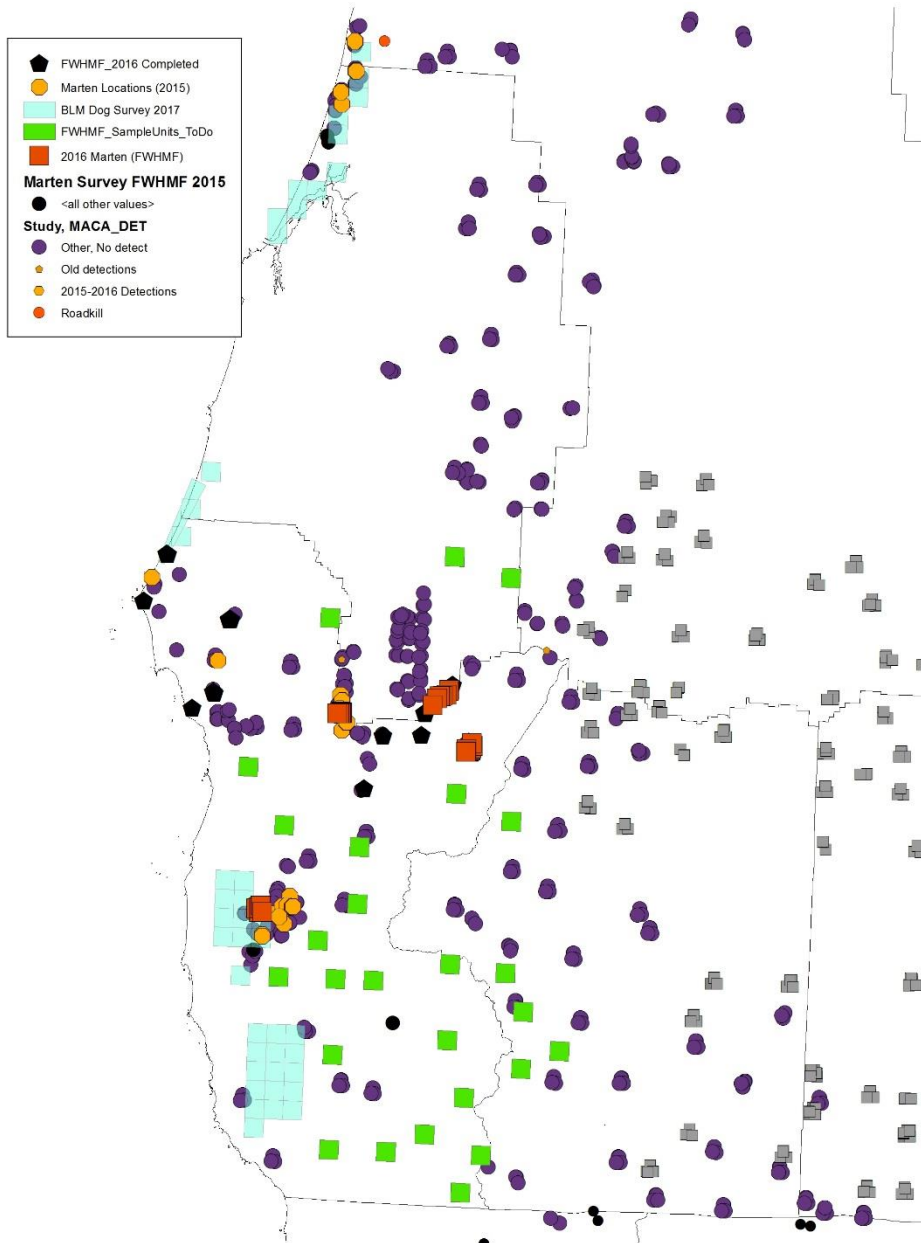 FWHMF_2016 Completed
Marten Locations (2015)
BLM Dog Survey 2017
FWHMF_SampleUnits_ToDo
2016 Marten (FWHMF)
Marten Survey FWHMF 2015
<all other values>
Study, MACA_DET
Other, No detect
Old detections
2015-2016 Detections
Roadkill